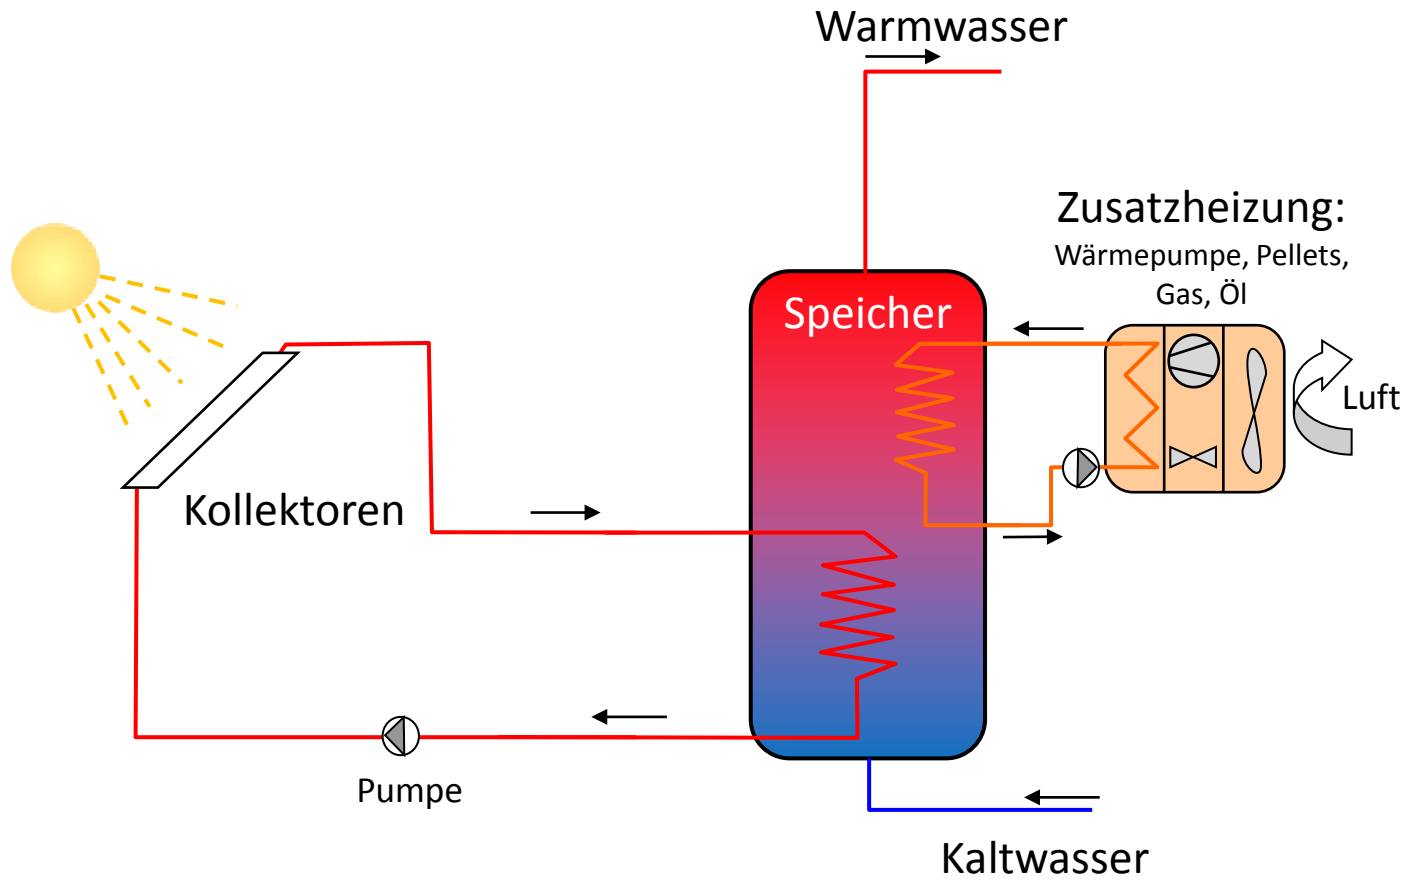 Warmwasser
Zusatzheizung:
Wärmepumpe, Pellets,
Gas, Öl
Speicher
Luft
Kollektoren
Pumpe
Kaltwasser